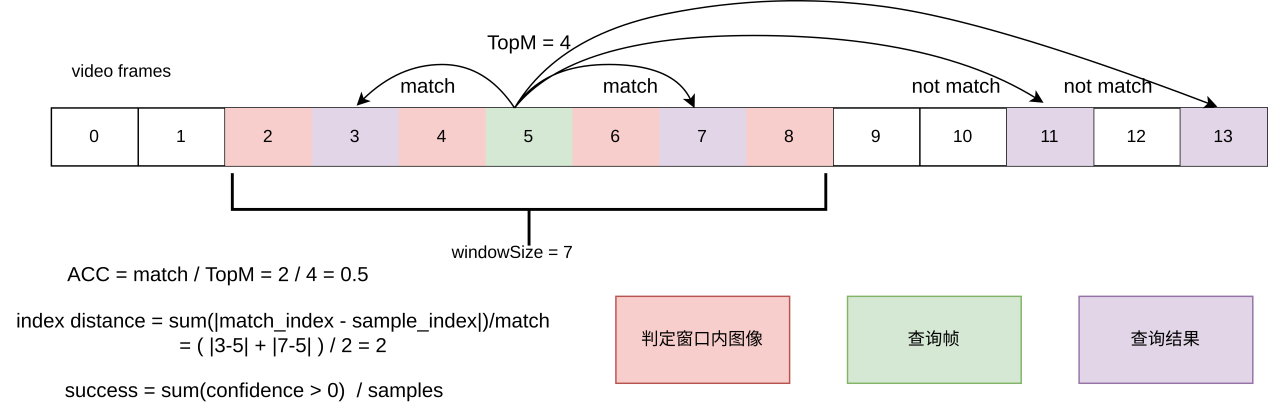 TopM = 4
video frames
match
match
not match
not match
0 1 2 3 4 5 6 7 8 9 10 11 12 13
windowSize = 7
ACC = match / TopM = 2 / 4 = 0.5
index distance = sum(|match_index - sample_index|)/match
= ( |3-5| + |7-5| ) / 2 = 2
success = sum(confidence > 0)  / samples
判定窗口内图像
查询帧
查询结果